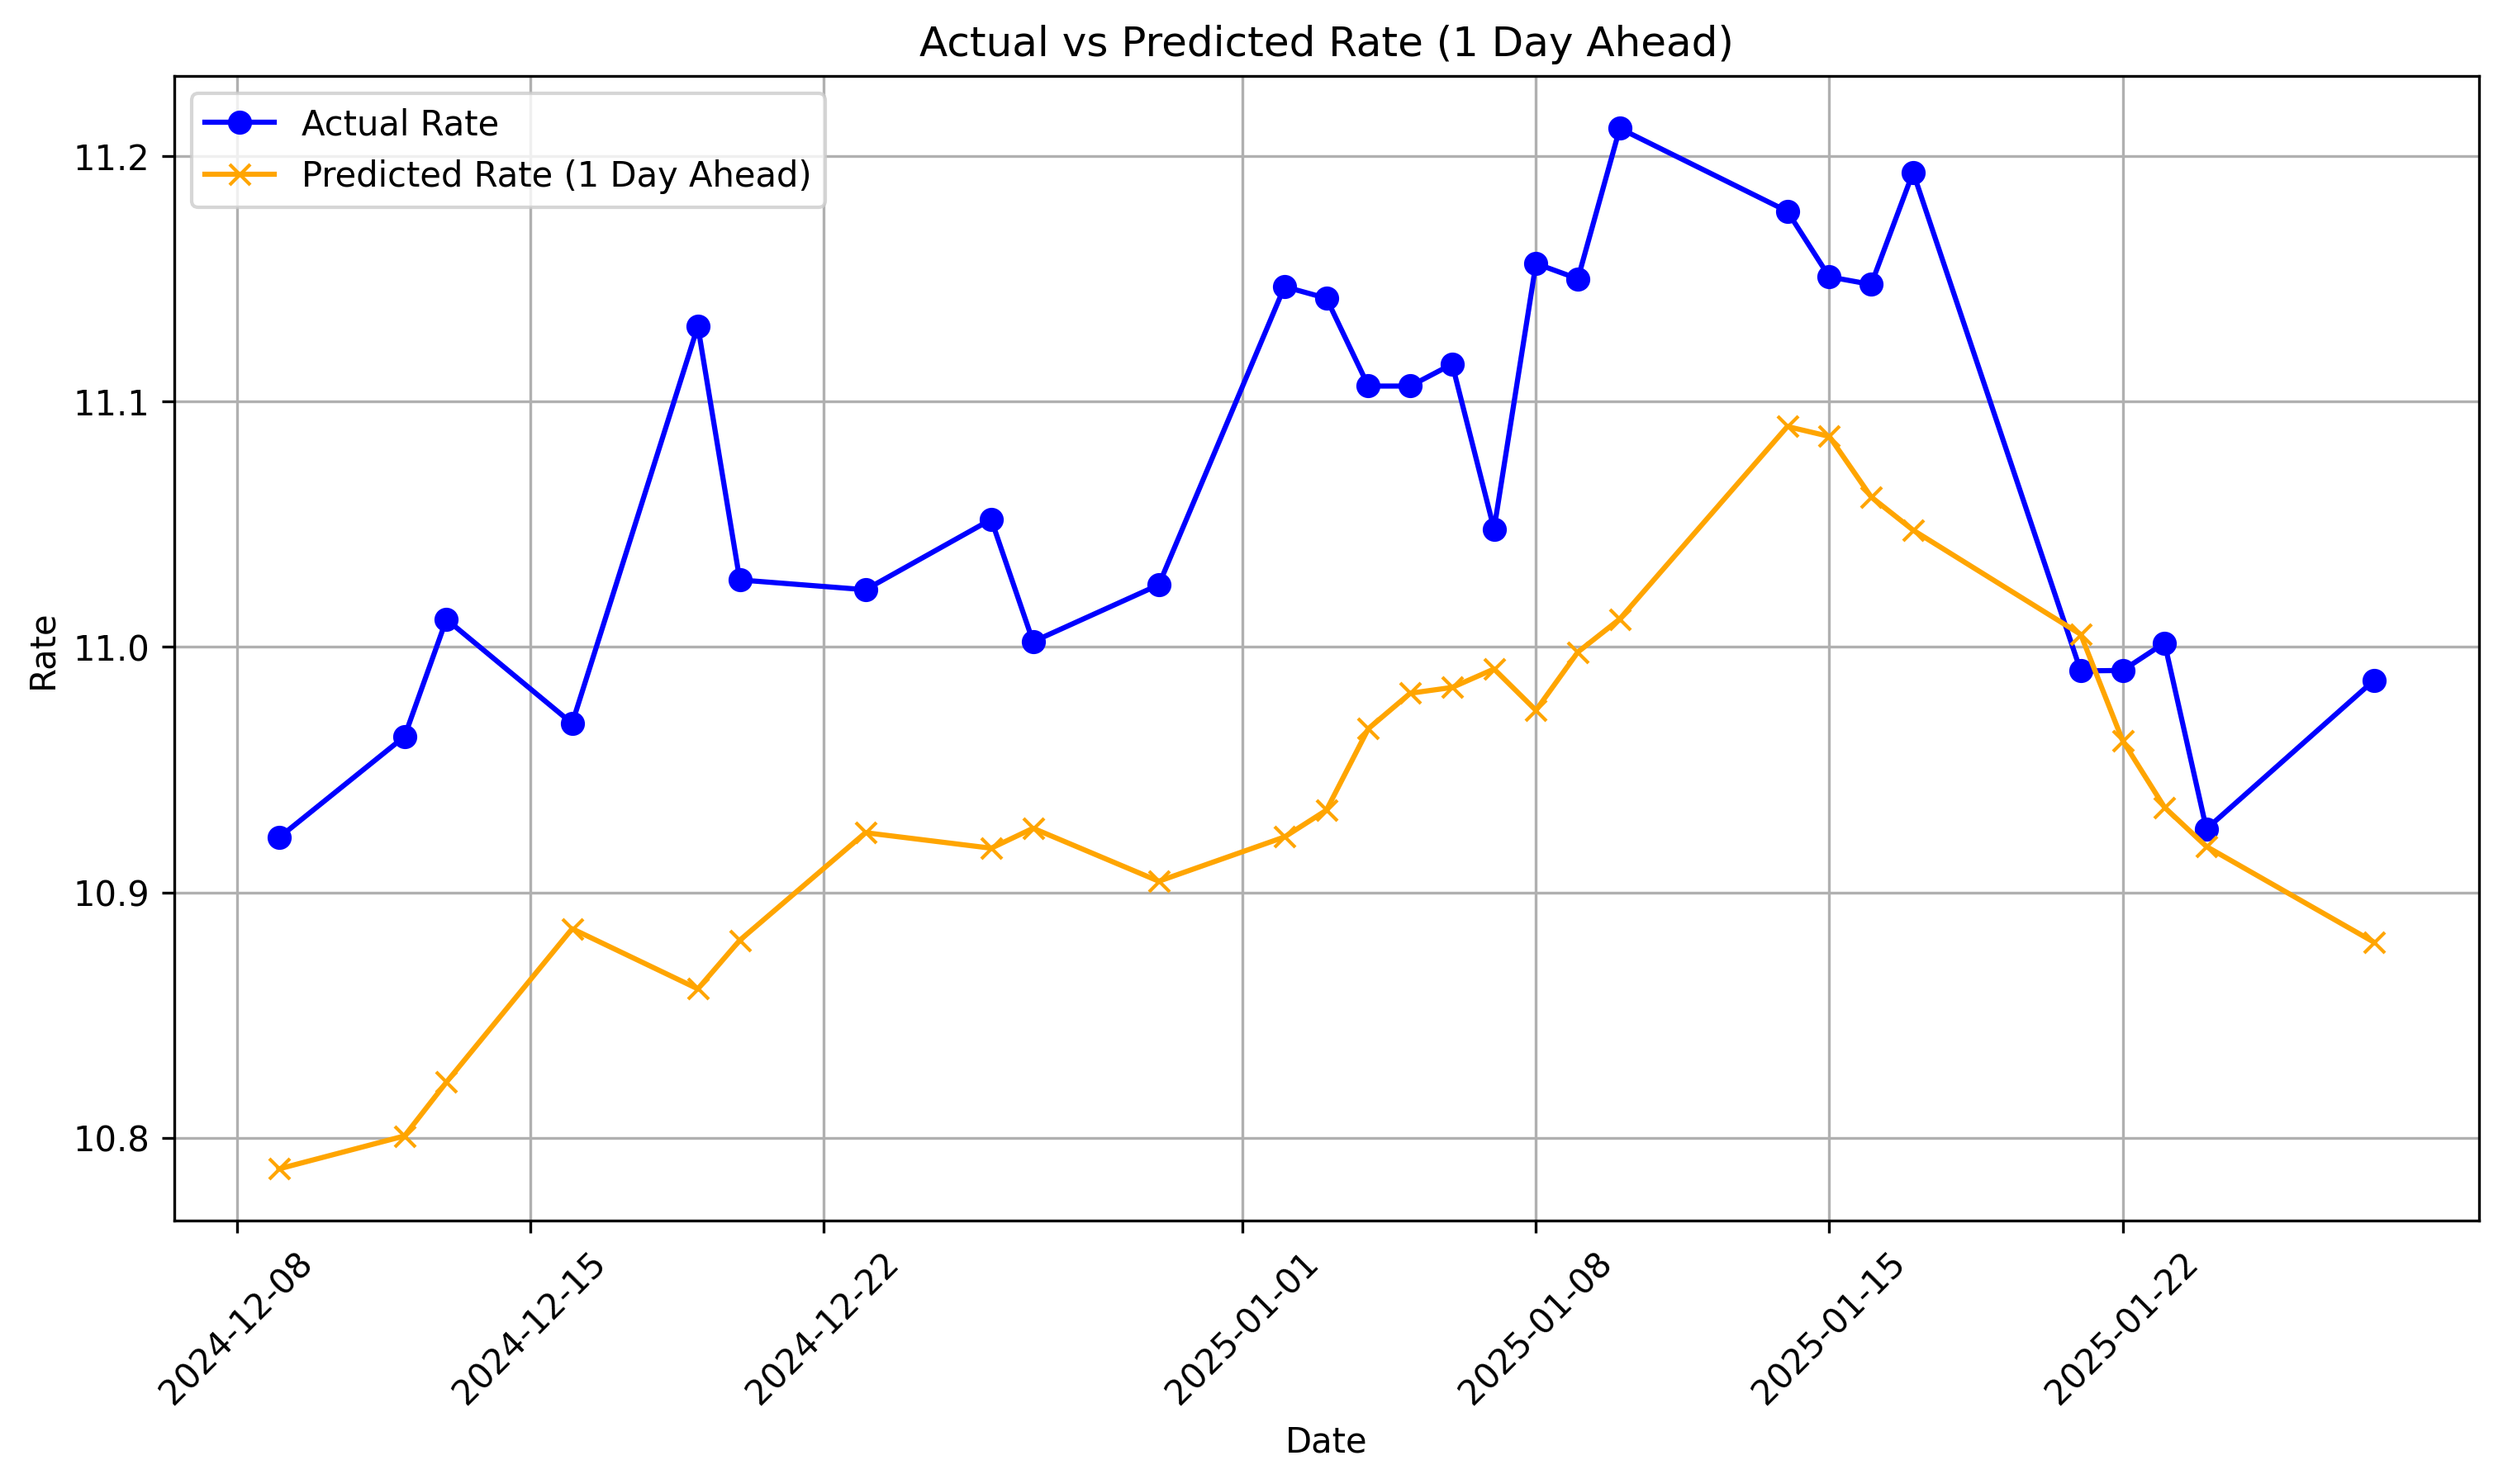 Actual vs Predicted Rate (1 Day Ahead)
Actual Rate
Predicted Rate (1 Day Ahead)
Rate
11.2
11.1
11.0
10.9
10.8
2024-12-08
2024-12-15
2024-12-22
2025-01-01
2025-01-08
2025-01-15
2025-01-22
Date